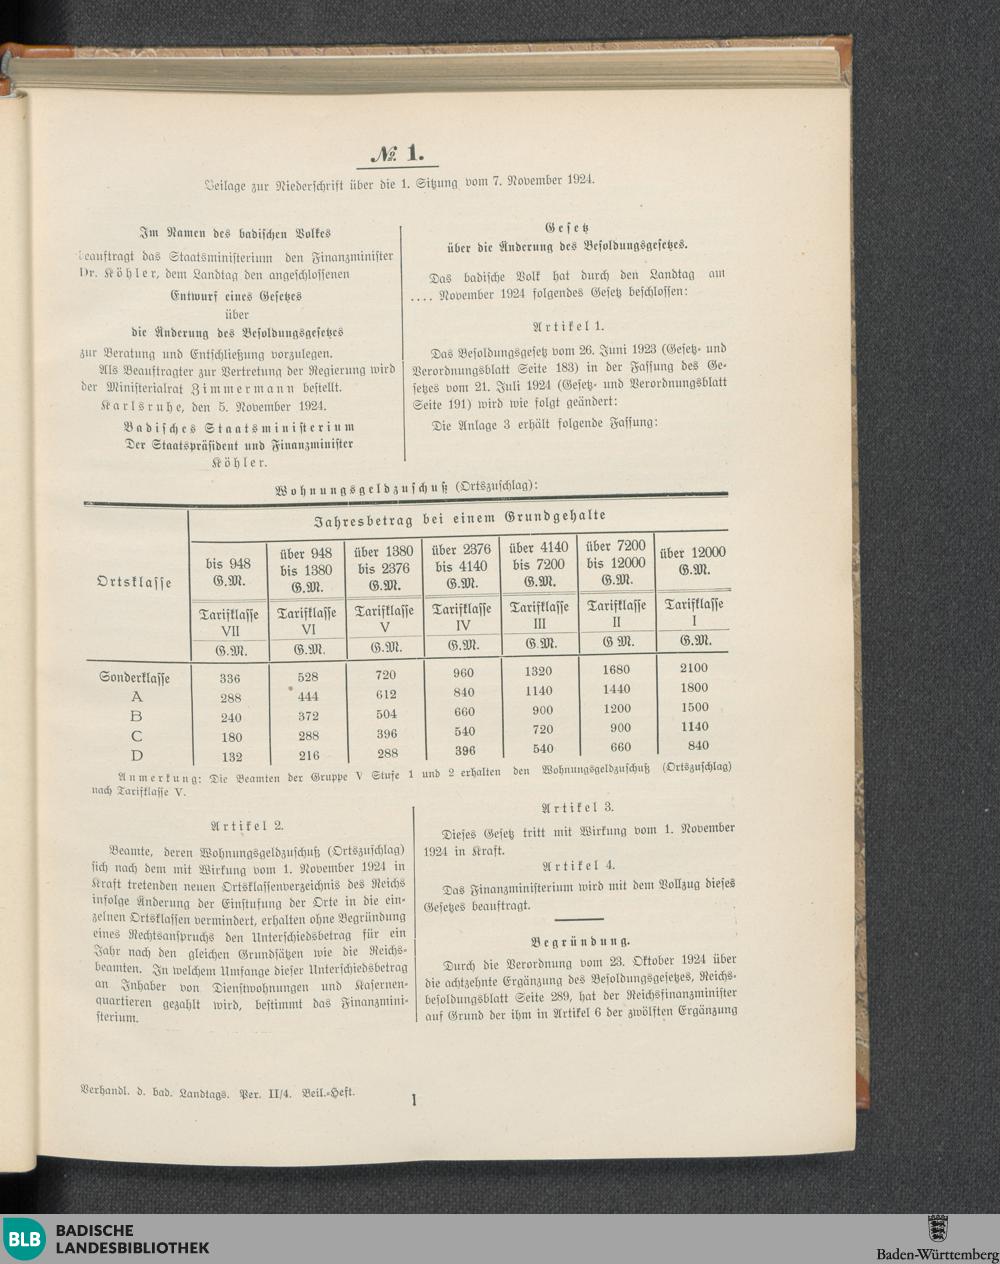 № 1.
Beilage zur Niederschrift über die 1. Sitzung vom 7. November 1924.
Im Namen des badischen Volkes
beauftragt das Staatsministerium den Finanzminister
Dr. Köhler, dem Landtag den angeschlossenen
Entwurf eines Gesetzes
über
die Änderung des Besoldungsgesetzes
zur Beratung und Entschließung vorzulegen.
Als Beauftragter zur Vertretung der Regierung wird
der Ministerialrat Zimmermann bestellt.
Karlsruhe, den 5. November 1924.
Badisches Staatsministerium
Der Staatspräsident und Finanzminister
Köhler.
Gesetz
über die Änderung des Besoldungsgesetzes.
Das badische Volk hat durch den Landtag am
.... November 1924 folgendes Gesetz beschlossen:
Artikel 1.
Das Besoldungsgesetz vom 26. Juni 1923 (Gesetz- und
Verordnungsblatt Seite 183) in der Fassung des Ge-
setzes vom 21. Juli 1924 (Gesetz- und Verordnungsblatt
Seite 191) wird wie folgt geändert:
Die Anlage 3 erhält folgende Fassung:
Wohnungsgeldzuschuß (Ortszuschlag):
Ortsklasse
Jahresbetrag bei einem Grundgehalte
bis 948 G.M. über 948 bis 1380 G.M. über 1380 bis 2376 G.M. über 2376 bis 4140 G.M. über 4140 bis 7200 G.M. über 7200 bis 12000 G.M. über 12000 G.M.
Tarifklasse VII Tarifklasse VI Tarifklasse V Tarifklasse IV Tarifklasse III Tarifklasse II Tarifklasse I
G.M. G.M. G.M. G.M. G.M. G M. G.M.
Sonderklasse 336 528 720 960 1320 1680 2100
A 288 444 612 840 1140 1440 1800
B 240 372 504 660 900 1200 1500
C 180 288 396 540 720 900 1140
D 132 216 288 396 540 660 840
Anmerkung: Die Beamten der Gruppe V Stufe 1 und 2 erhalten den Wohnungsgeldzuschuß (Ortszuschlag)
nach Tarifklasse V.
Artikel 2.
Beamte, deren Wohnungsgeldzuschuß (Ortszuschlag)
sich nach dem mit Wirkung vom 1. November 1924 in
Kraft tretenden neuen Ortsklassenverzeichnis des Reichs
infolge Änderung der Einstufung der Orte in die ein-
zelnen Ortsklassen vermindert, erhalten ohne Begründung
eines Rechtsanspruchs den Unterschiedsbetrag für ein
Jahr nach den gleichen Grundsätzen wie die Reichs-
beamten. In welchem Umfange dieser Unterschiedsbetrag
an Inhaber von Dienstwohnungen und Kasernen-
quartieren gezahlt wird, bestimmt das Finanzmini-
sterium.
Artikel 3.
Dieses Gesetz tritt mit Wirkung vom 1. November
1924 in Kraft.
Artikel 4.
Das Finanzministerium wird mit dem Vollzug dieses
Gesetzes beauftragt.
Begründung.
Durch die Verordnung vom 23. Oktober 1924 über
die achtzehnte Ergänzung des Besoldungsgesetzes, Reichs-
besoldungsblatt Seite 289, hat der Reichsfinanzminister
auf Grund der ihm in Artikel 6 der zwölften Ergänzung
Verhandl. d. bad. Landtags. Per. II/4. Beil.-Heft.
1
BLB BADISCHE
LANDESBIBLIOTHEK
Baden-Württemberg